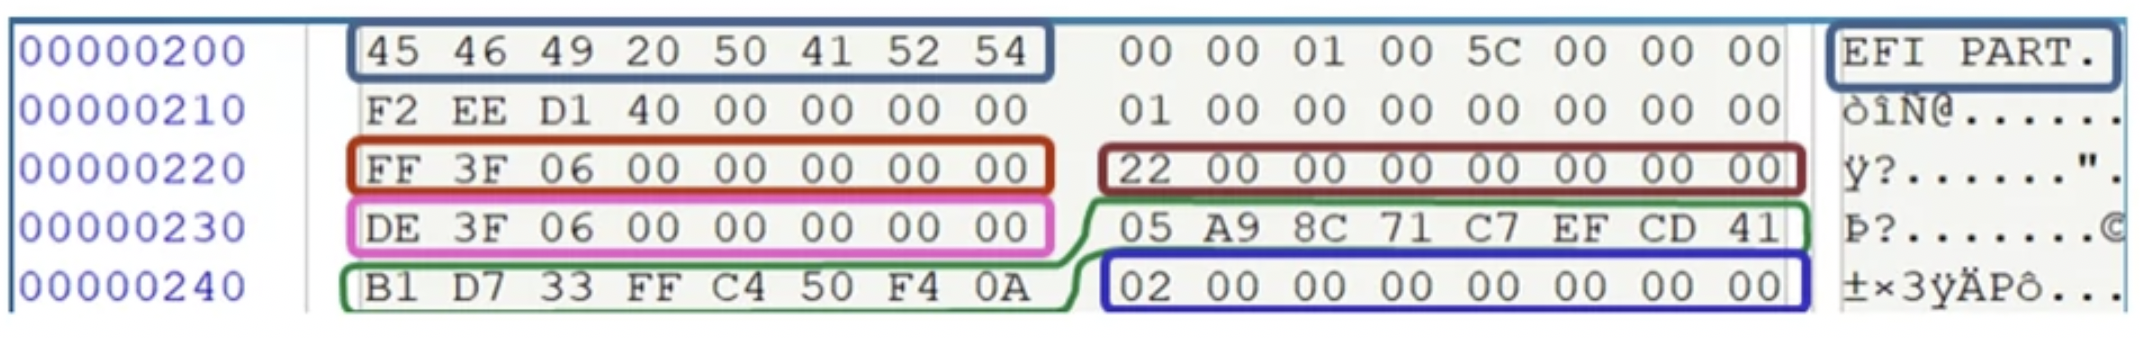 00000200 45 46 49 20 50 41 52 54 00 00 01 00 5C 00 00 00 EFI PART.
00000210 F2 EE D1 40 00 00 00 00 01 00 00 00 00 00 00 00 òîÑ@......
00000220 FF 3F 06 00 00 00 00 00 22 00 00 00 00 00 00 00 ÿ?......".
00000230 DE 3F 06 00 00 00 00 00 05 A9 8C 71 C7 EF CD 41 Þ?.......©
00000240 B1 D7 33 FF C4 50 F4 0A 02 00 00 00 00 00 00 00 ±×3ÿÄPô...